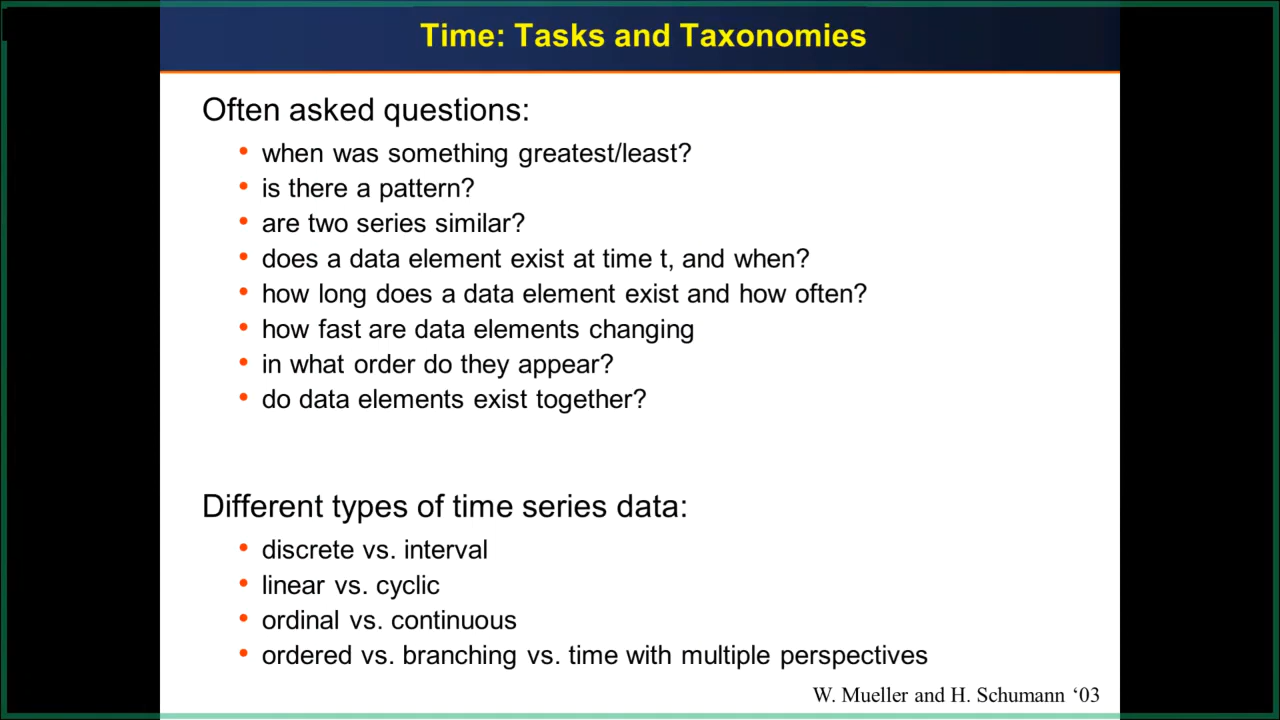 Time: Tasks and Taxonomies
Often asked questions:
• when was something greatest/least?
• is there a pattern?
• are two series similar?
• does a data element exist at time t, and when?
• how long does a data element exist and how often?
• how fast are data elements changing
• in what order do they appear?
• do data elements exist together?
Different types of time series data:
• discrete vs. interval
• linear vs. cyclic
• ordinal vs. continuous
• ordered vs. branching vs. time with multiple perspectives
W. Mueller and H. Schumann ‘03